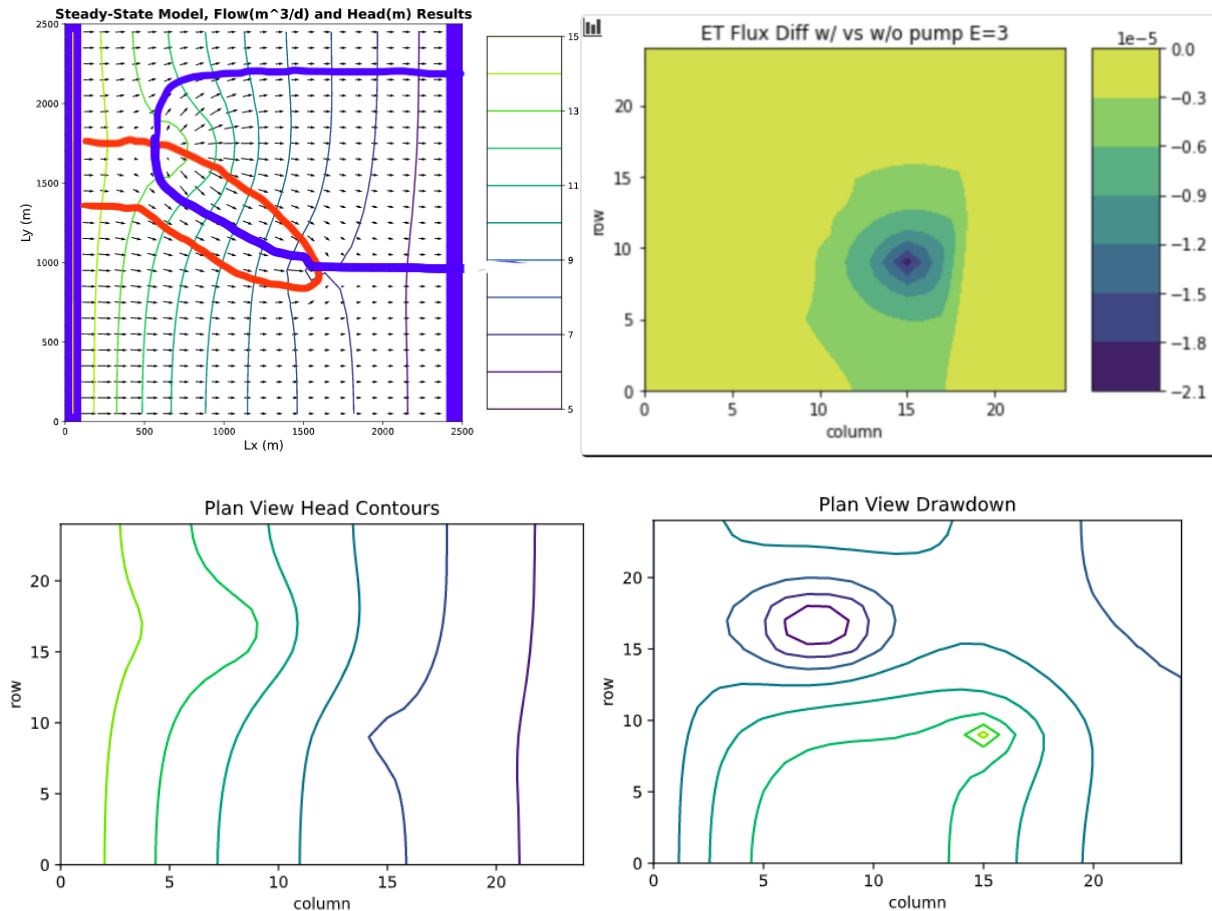 Steady-State Model, Flow(m^3/d) and Head(m) Results
2500
2000
1500
1000
500
0
Ly (m)
0 500 1000 1500 2000 2500
Lx (m)
15
13
11
9
7
5
ET Flux Diff w/ vs w/o pump E=3
20
15
10
5
0
row
0 5 10 15 20
column
1e−5
0.0
−0.3
−0.6
−0.9
−1.2
−1.5
−1.8
−2.1
Plan View Head Contours
20
15
10
5
0
row
0 5 10 15 20
column
Plan View Drawdown
20
15
10
5
0
row
0 5 10 15 20
column